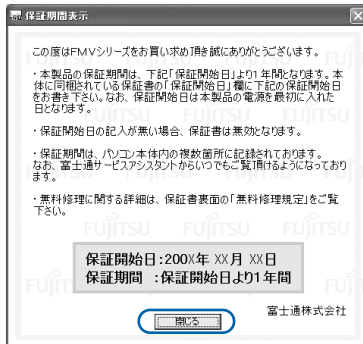 保証期間表示
この度はFMVシリーズをお買い求め頂き誠にありがとうございます。
・本製品の保証期間は、下記「保証開始日」より1年間となります。本
体に同梱されている保証書の「保証開始日」欄に下記の保証開始日
をお書き下さい。なお、保証開始日は本製品の電源を最初に入れた
日となります。
・保証開始日の記入が無い場合、保証書は無効となります。
・保証期間は、パソコン本体内の複数箇所に記録されております。
なお、富士通サービスアシスタントからいつでもご覧頂けるようになっており
ます。
・無料修理に関する詳細は、保証書裏面の「無料修理規定」をご覧
下さい。
保証開始日:200X年 XX月 XX日
保証期間 :保証開始日より1年間
富士通株式会社
閉じる